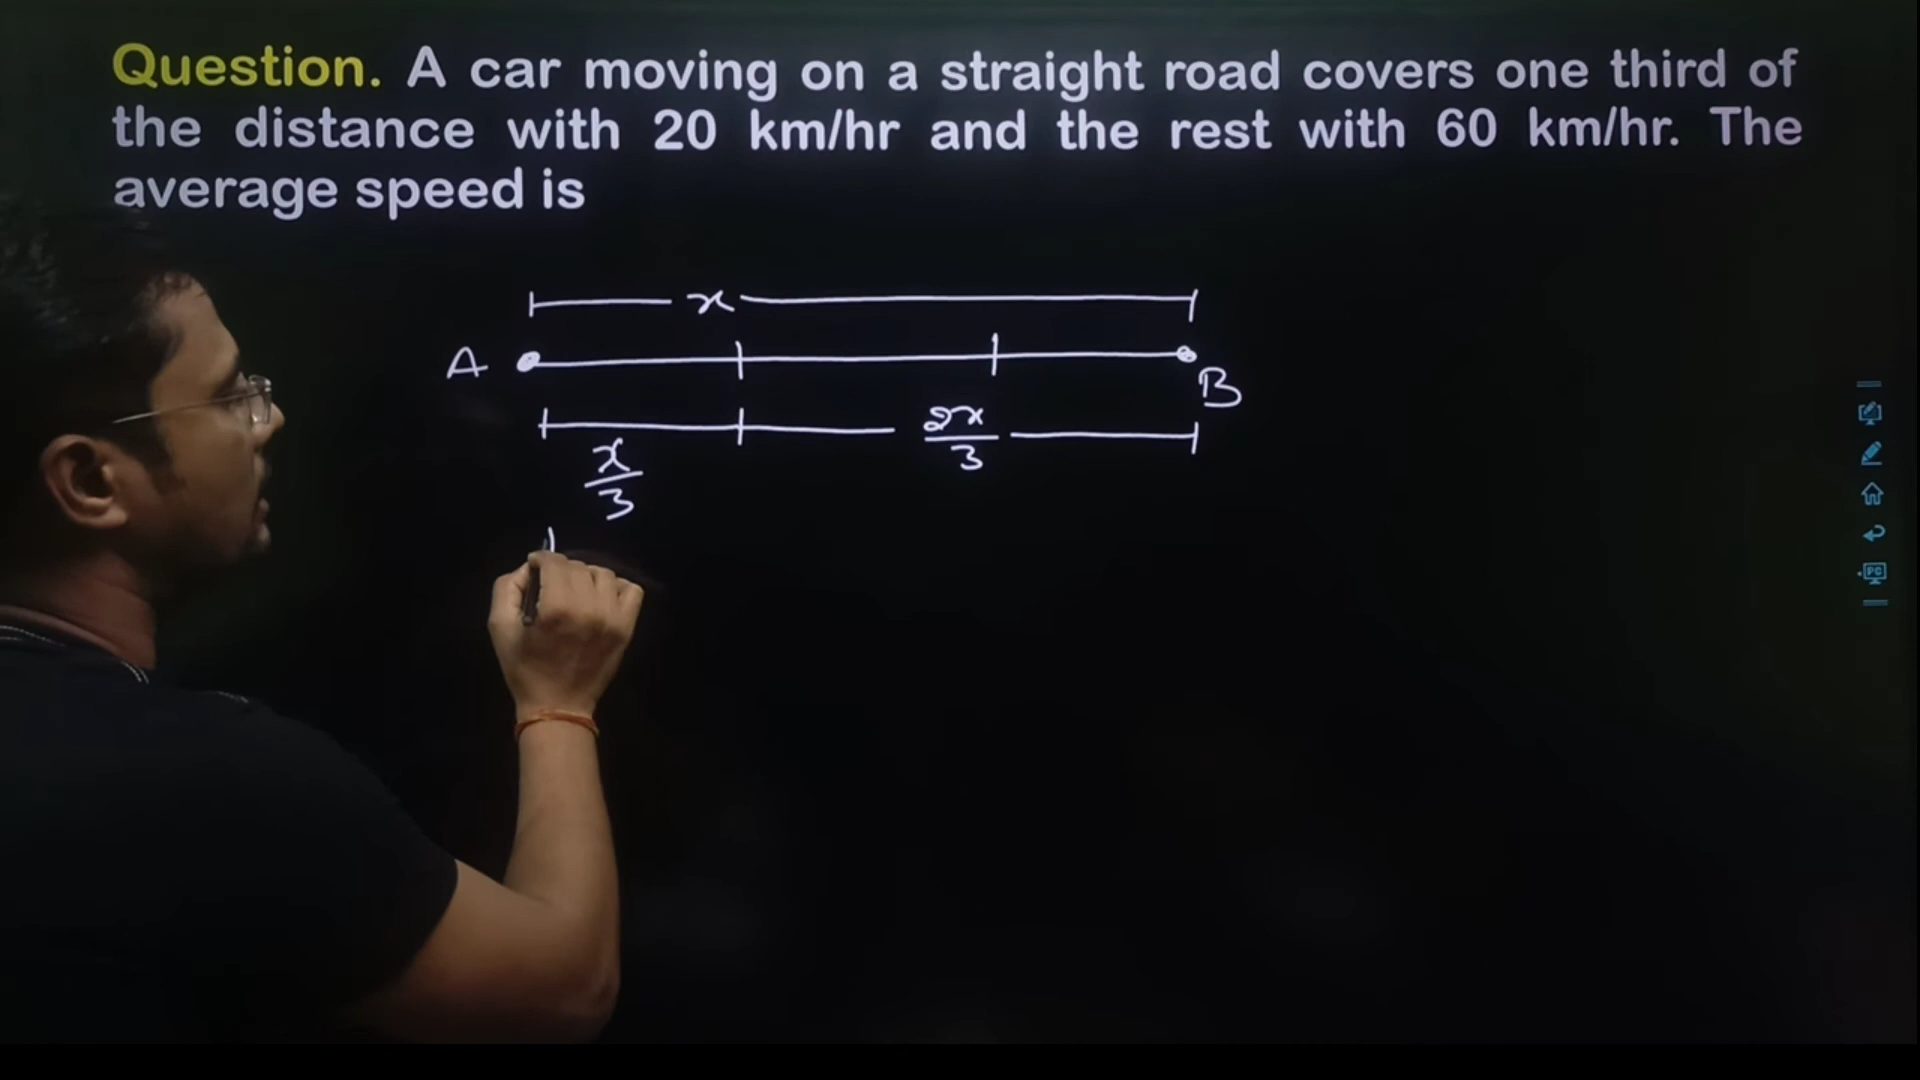 Question. A car moving on a straight road covers one third of
the distance with 20 km/hr and the rest with 60 km/hr. The
average speed is
x
A
B
x/3
2x/3
PC